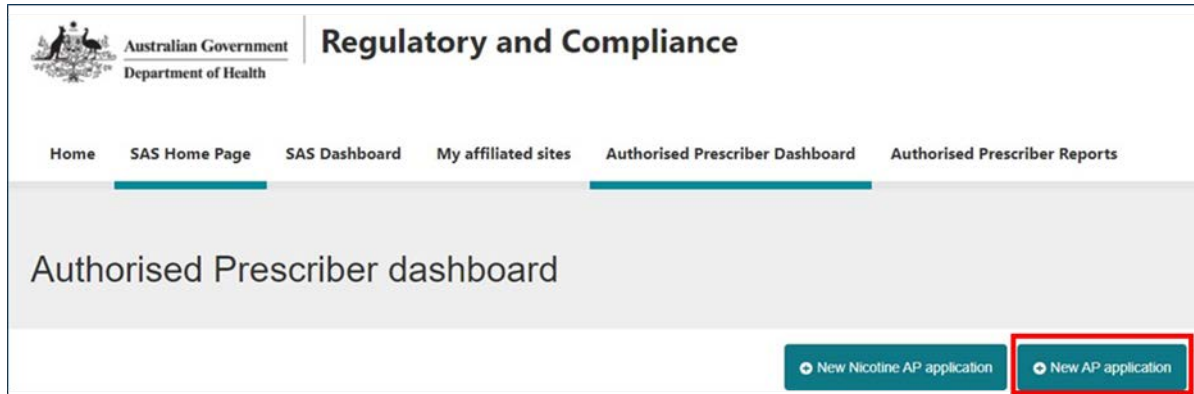 Australian Government
Department of Health
Regulatory and Compliance
Home SAS Home Page SAS Dashboard My affiliated sites Authorised Prescriber Dashboard Authorised Prescriber Reports
Authorised Prescriber dashboard
New Nicotine AP application New AP application